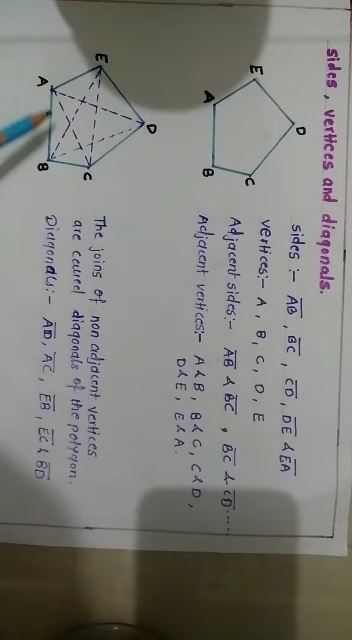 sides, vertices and diagonals.
sides :- AB, BC, CD, DE & EA
vertices:- A, B, C, D, E
Adjacent sides:- AB & BC, BC & CD.....
Adjacent vertices:- A & B, B & C, C & D,
D & E, E & A.
E
D
A
C
B
The joins of non adjacent vertices
are called diagonals of the polygon.
Diagonals:- AD, AC, EB, EC & BD
E
D
A
C
B